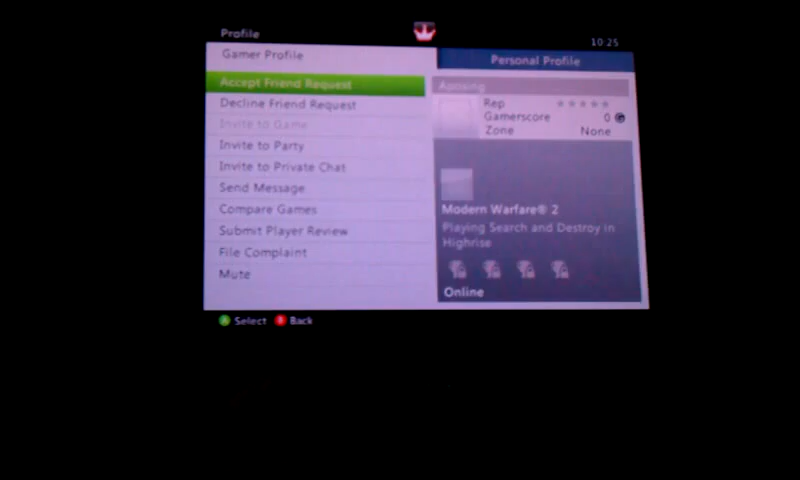 Profile
10:25
Gamer Profile
Personal Profile
Accept Friend Request
Decline Friend Request
Invite to Game
Invite to Party
Invite to Private Chat
Send Message
Compare Games
Submit Player Review
File Complaint
Mute
Rep
Gamerscore 0 G
Zone None
Modern Warfare® 2
Playing Search and Destroy in
Highrise
Online
A Select B Back